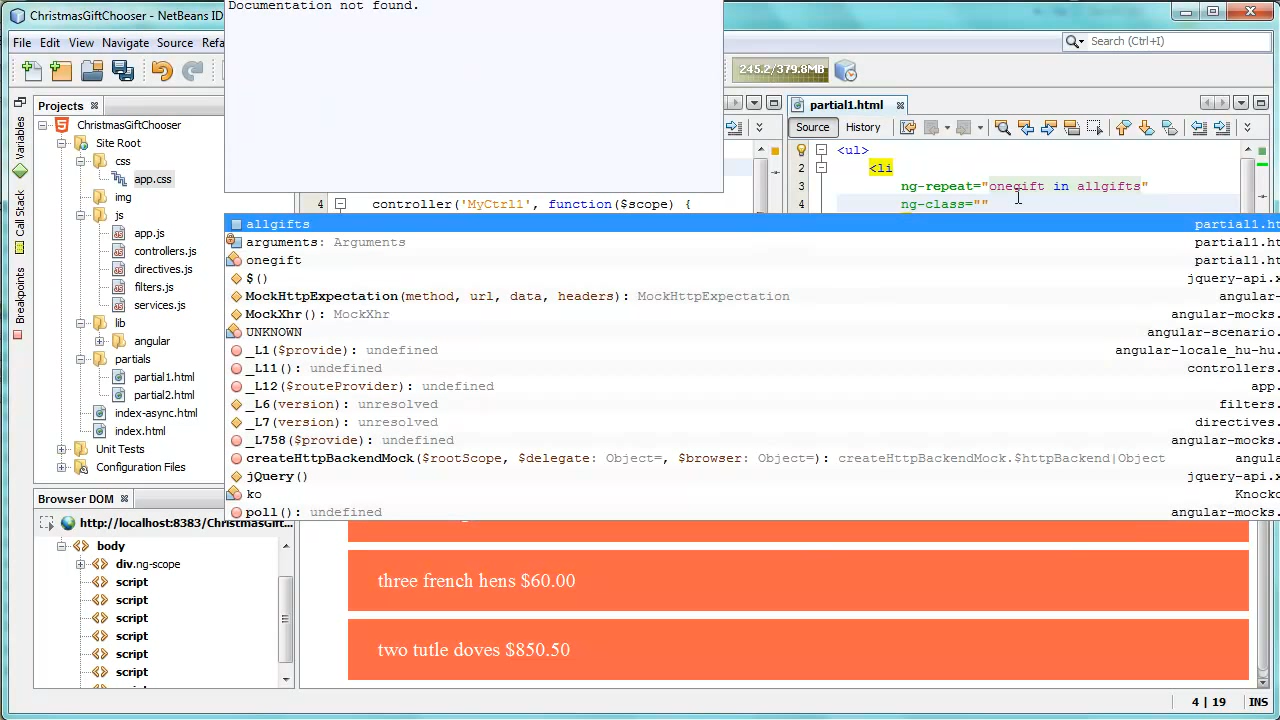 ChristmasGiftChooser - NetBeans ID
Documentation not found.
File Edit View Navigate Source Refa
Search (Ctrl+I)
245.2/379.8MB
Projects
partial1.html
Source History
Variables
Call Stack
Breakpoints
ChristmasGiftChooser
Site Root
css
app.css
img
js
app.js
controllers.js
directives.js
filters.js
services.js
lib
angular
partials
partial1.html
partial2.html
index-async.html
index.html
Unit Tests
Configuration Files
4 controller('MyCtrl1', function($scope) {
1 <ul>
2 <li
3 ng-repeat="onegift in allgifts"
4 ng-class=""
allgifts partial1.ht
arguments: Arguments partial1.ht
onegift partial1.ht
$() jquery-api.x
MockHttpExpectation(method, url, data, headers): MockHttpExpectation angular-
MockXhr(): MockXhr angular-mocks.
UNKNOWN angular-scenario.
_L1($provide): undefined angular-locale_hu-hu.
_L11(): undefined controllers.
_L12($routeProvider): undefined app.
_L6(version): unresolved filters.
_L7(version): unresolved directives.
_L758($provide): undefined angular-mocks.
createHttpBackendMock($rootScope, $delegate: Object=, $browser: Object=): createHttpBackendMock.$httpBackend|Object angula
jQuery() jquery-api.x
ko Knocko
poll(): undefined angular-mocks.
Browser DOM
http://localhost:8383/ChristmasGift...
body
div.ng-scope
script
script
script
script
script
script
three french hens $60.00
two tutle doves $850.50
4 | 19 INS